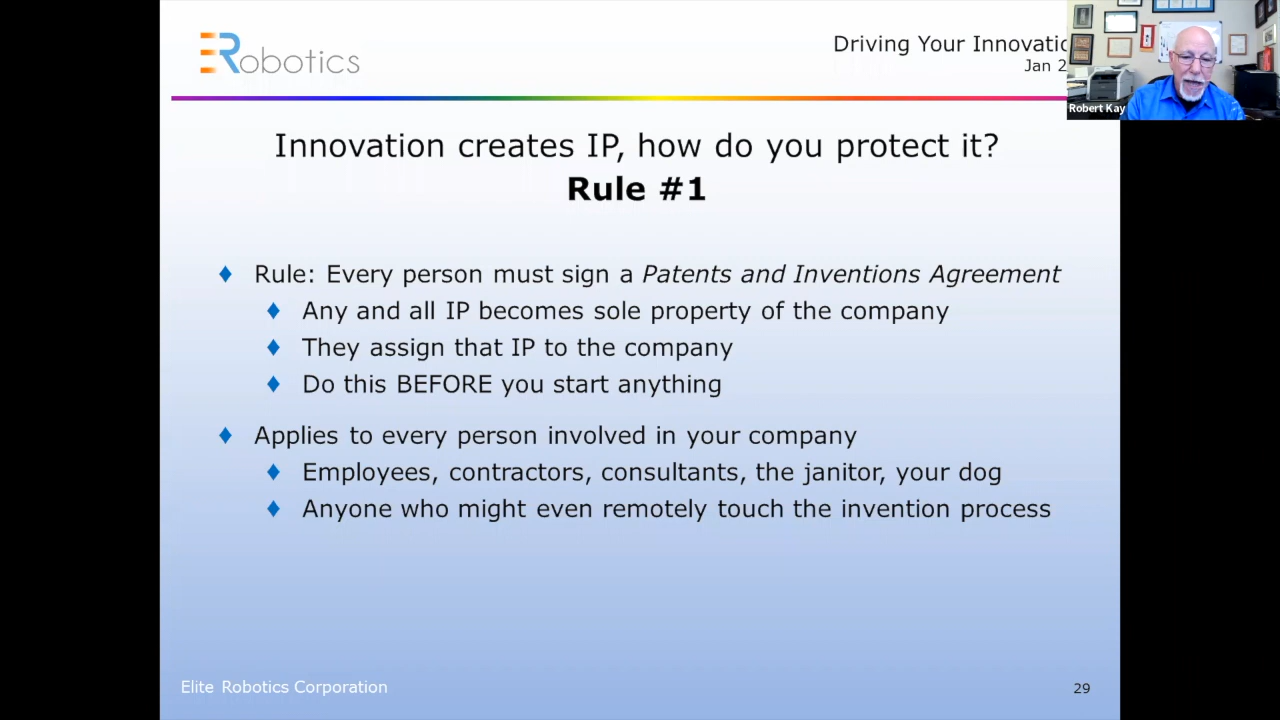 ERobotics
Driving Your Innovatio
Jan 2
Robert Kay
Innovation creates IP, how do you protect it?
Rule #1
Rule: Every person must sign a Patents and Inventions Agreement
Any and all IP becomes sole property of the company
They assign that IP to the company
Do this BEFORE you start anything
Applies to every person involved in your company
Employees, contractors, consultants, the janitor, your dog
Anyone who might even remotely touch the invention process
Elite Robotics Corporation
29